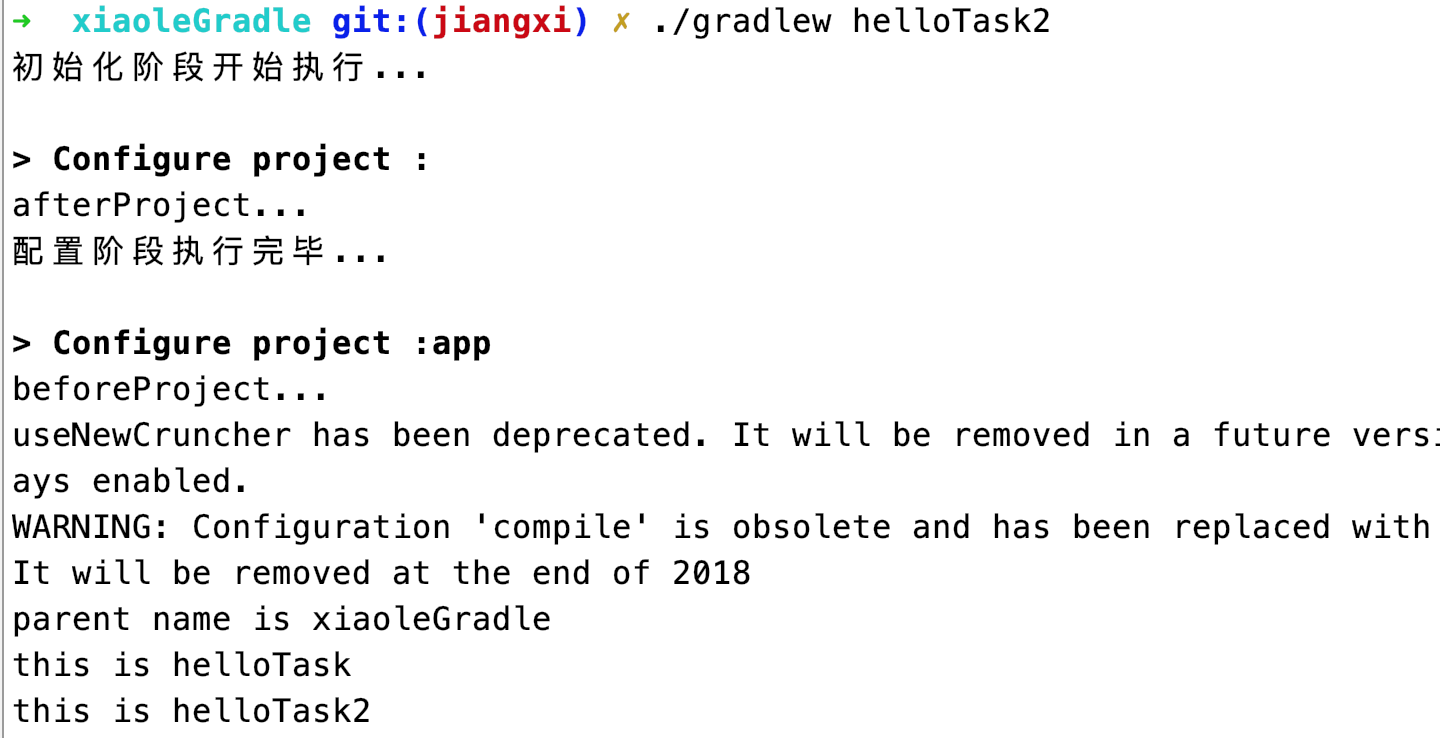 ➜  xiaoleGradle git:(jiangxi) ✗ ./gradlew helloTask2
初始化阶段开始执行...
> Configure project :
afterProject...
配置阶段执行完毕...
> Configure project :app
beforeProject...
useNewCruncher has been deprecated. It will be removed in a future
ays enabled.
WARNING: Configuration 'compile' is obsolete and has been replaced with
It will be removed at the end of 2018
parent name is xiaoleGradle
this is helloTask
this is helloTask2